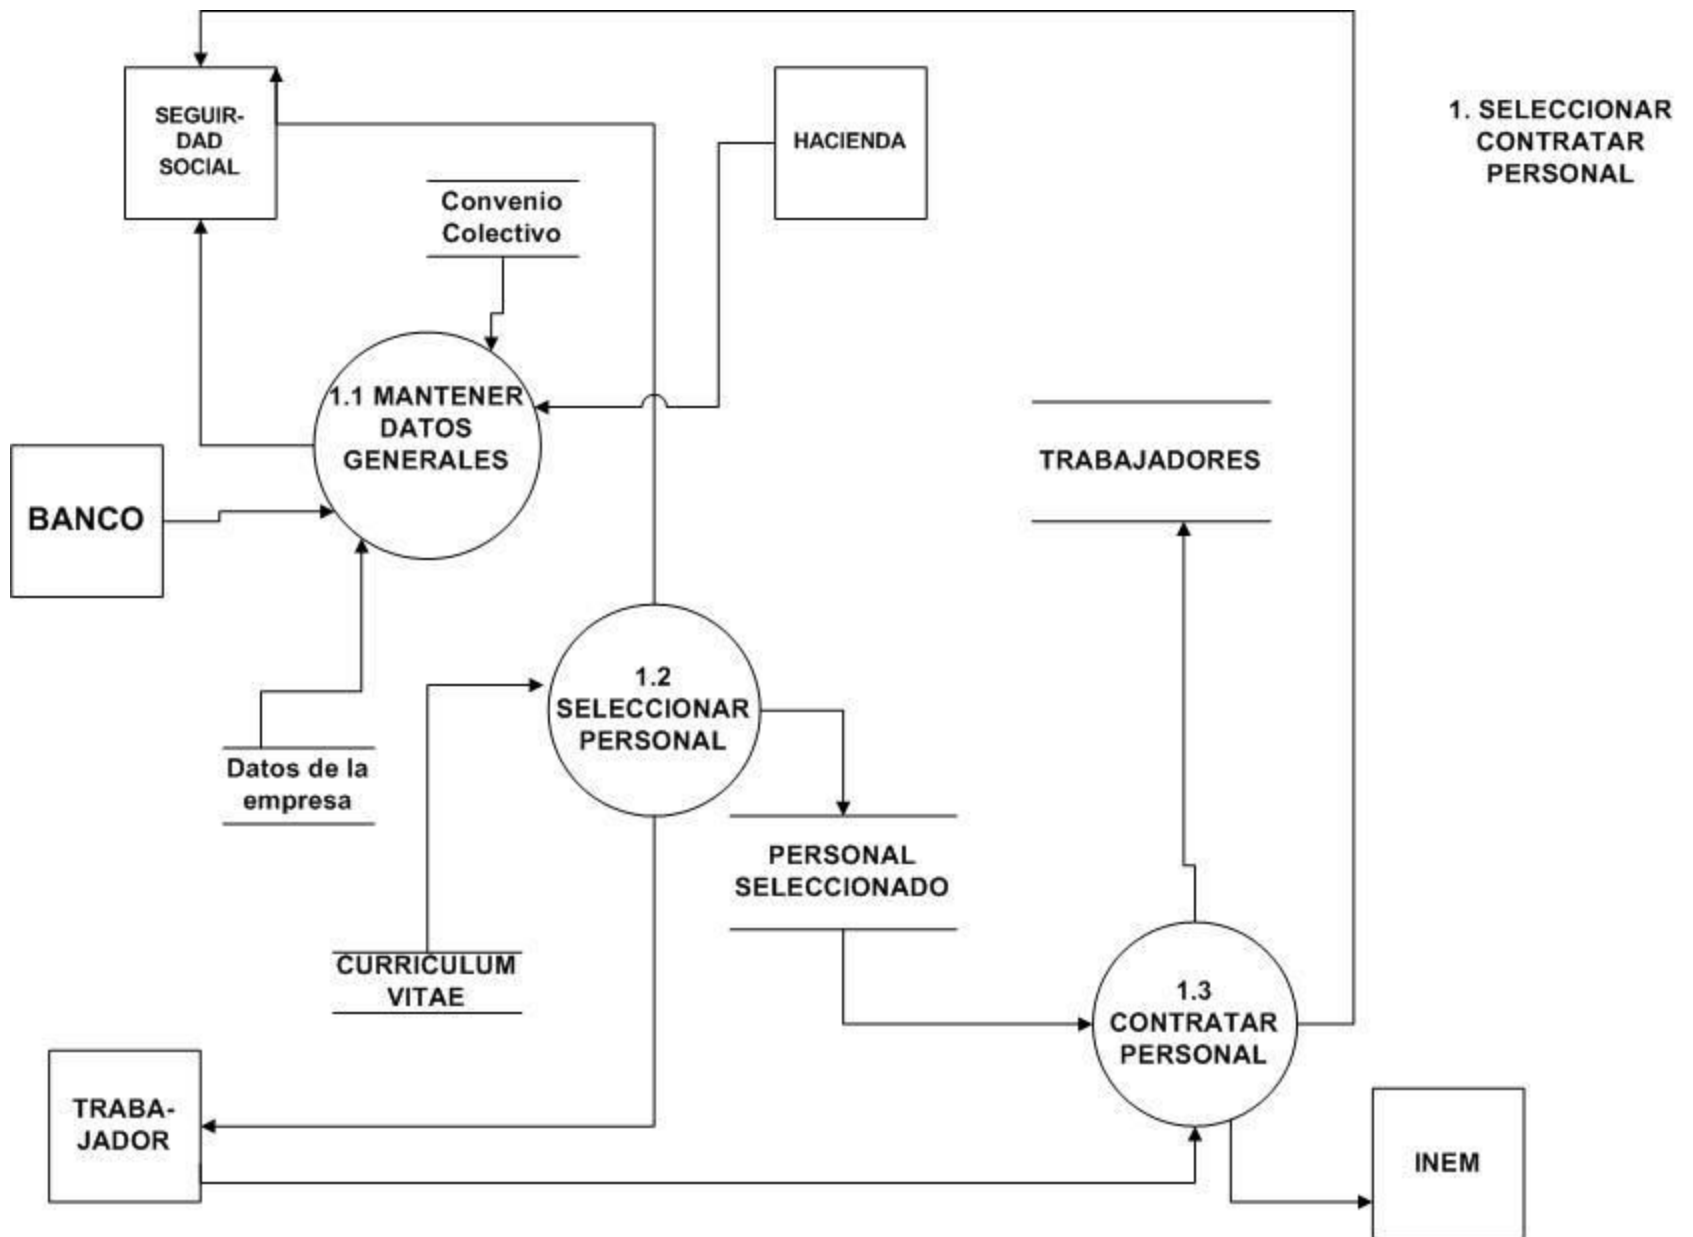 SEGUIR-
DAD
SOCIAL
HACIENDA
1. SELECCIONAR
CONTRATAR
PERSONAL
Convenio
Colectivo
1.1 MANTENER
DATOS
GENERALES
BANCO
TRABAJADORES
1.2
SELECCIONAR
PERSONAL
Datos de la
empresa
PERSONAL
SELECCIONADO
CURRICULUM
VITAE
1.3
CONTRATAR
PERSONAL
TRABA-
JADOR
INEM